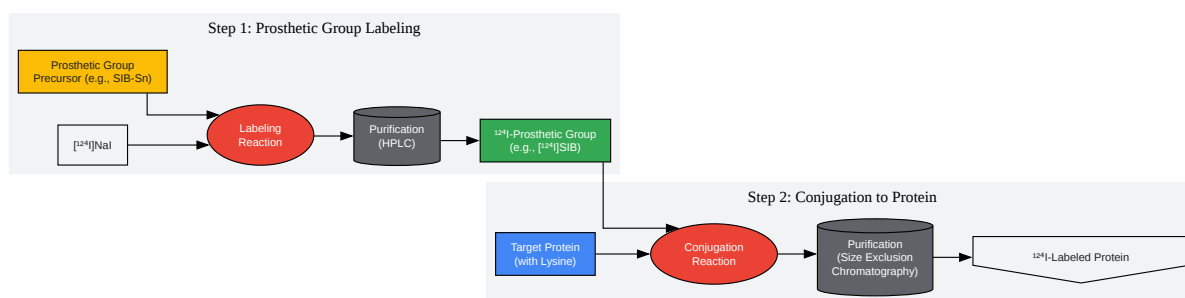 Step 1: Prosthetic Group Labeling
Prosthetic Group
Precursor (e.g., SIB-Sn)
[¹²⁴I]NaI
Labeling
Reaction
Purification
(HPLC)
¹²⁴I-Prosthetic Group
(e.g., [¹²⁴I]SIB)
Step 2: Conjugation to Protein
Target Protein
(with Lysine)
Conjugation
Reaction
Purification
(Size Exclusion
Chromatography)
¹²⁴I-Labeled Protein